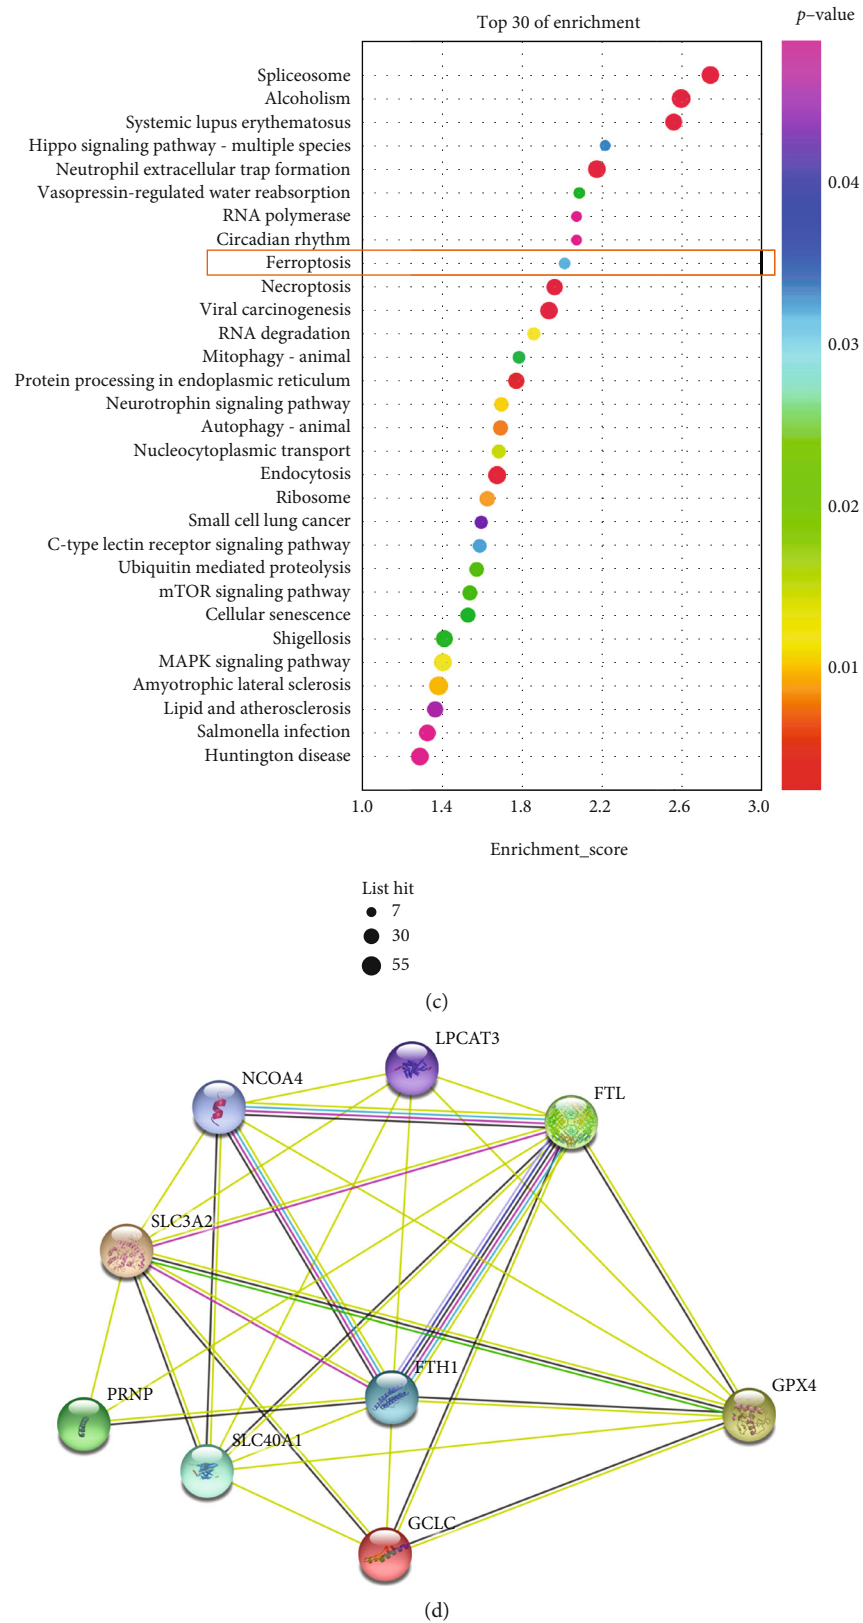 Top 30 of enrichment
p–value
Spliceosome
Alcoholism
Systemic lupus erythematosus
Hippo signaling pathway - multiple species
Neutrophil extracellular trap formation
Vasopressin-regulated water reabsorption
RNA polymerase
Circadian rhythm
Ferroptosis
Necroptosis
Viral carcinogenesis
RNA degradation
Mitophagy - animal
Protein processing in endoplasmic reticulum
Neurotrophin signaling pathway
Autophagy - animal
Nucleocytoplasmic transport
Endocytosis
Ribosome
Small cell lung cancer
C-type lectin receptor signaling pathway
Ubiquitin mediated proteolysis
mTOR signaling pathway
Cellular senescence
Shigellosis
MAPK signaling pathway
Amyotrophic lateral sclerosis
Lipid and atherosclerosis
Salmonella infection
Huntington disease
0.04
0.03
0.02
0.01
1.0 1.4 1.8 2.2 2.6 3.0
Enrichment_score
List hit
7
30
55
(c)
LPCAT3
NCOA4
FTL
SLC3A2
FTH1
GPX4
PRNP
SLC40A1
GCLC
(d)